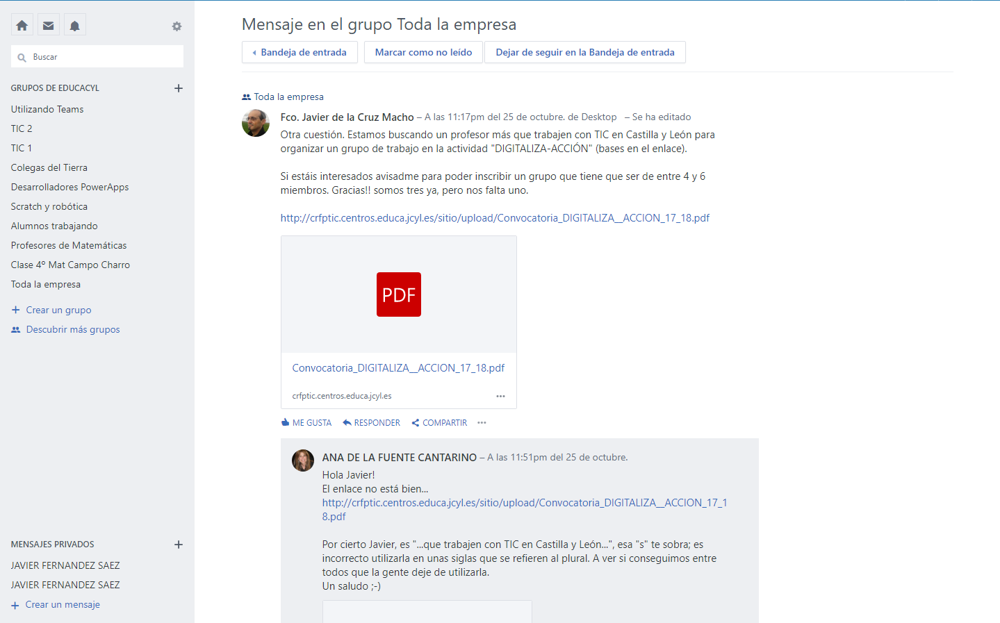 Buscar
GRUPOS DE EDUCACYL
Utilizando Teams
TIC 2
TIC 1
Colegas del Tierra
Desarrolladores PowerApps
Scratch y robótica
Alumnos trabajando
Profesores de Matemáticas
Clase 4º Mat Campo Charro
Toda la empresa
Crear un grupo
Descubrir más grupos
MENSAJES PRIVADOS
JAVIER FERNANDEZ SAEZ
JAVIER FERNANDEZ SAEZ
Crear un mensaje
Mensaje en el grupo Toda la empresa
Bandeja de entrada
Marcar como no leído
Dejar de seguir en la Bandeja de entrada
Toda la empresa
Fco. Javier de la Cruz Macho – A las 11:17pm del 25 de octubre. de Desktop – Se ha editado
Otra cuestión. Estamos buscando un profesor más que trabajen con TIC en Castilla y León para
organizar un grupo de trabajo en la actividad "DIGITALIZA-ACCIÓN" (bases en el enlace).
Si estáis interesados avisadme para poder inscribir un grupo que tiene que ser de entre 4 y 6
miembros. Gracias!! somos tres ya, pero nos falta uno.
http://crfptic.centros.educa.jcyl.es/sitio/upload/Convocatoria_DIGITALIZA__ACCION_17_18.pdf
PDF
Convocatoria_DIGITALIZA__ACCION_17_18.pdf
crfptic.centros.educa.jcyl.es
ME GUSTA
RESPONDER
COMPARTIR
ANA DE LA FUENTE CANTARINO – A las 11:51pm del 25 de octubre.
Hola Javier!
El enlace no está bien...
http://crfptic.centros.educa.jcyl.es/sitio/upload/Convocatoria_DIGITALIZA__ACCION_17_1
8.pdf
Por cierto Javier, es "...que trabajen con TIC en Castilla y León...", esa "s" te sobra; es
incorrecto utilizarla en unas siglas que se refieren al plural. A ver si conseguimos entre
todos que la gente deje de utilizarla.
Un saludo ;-)